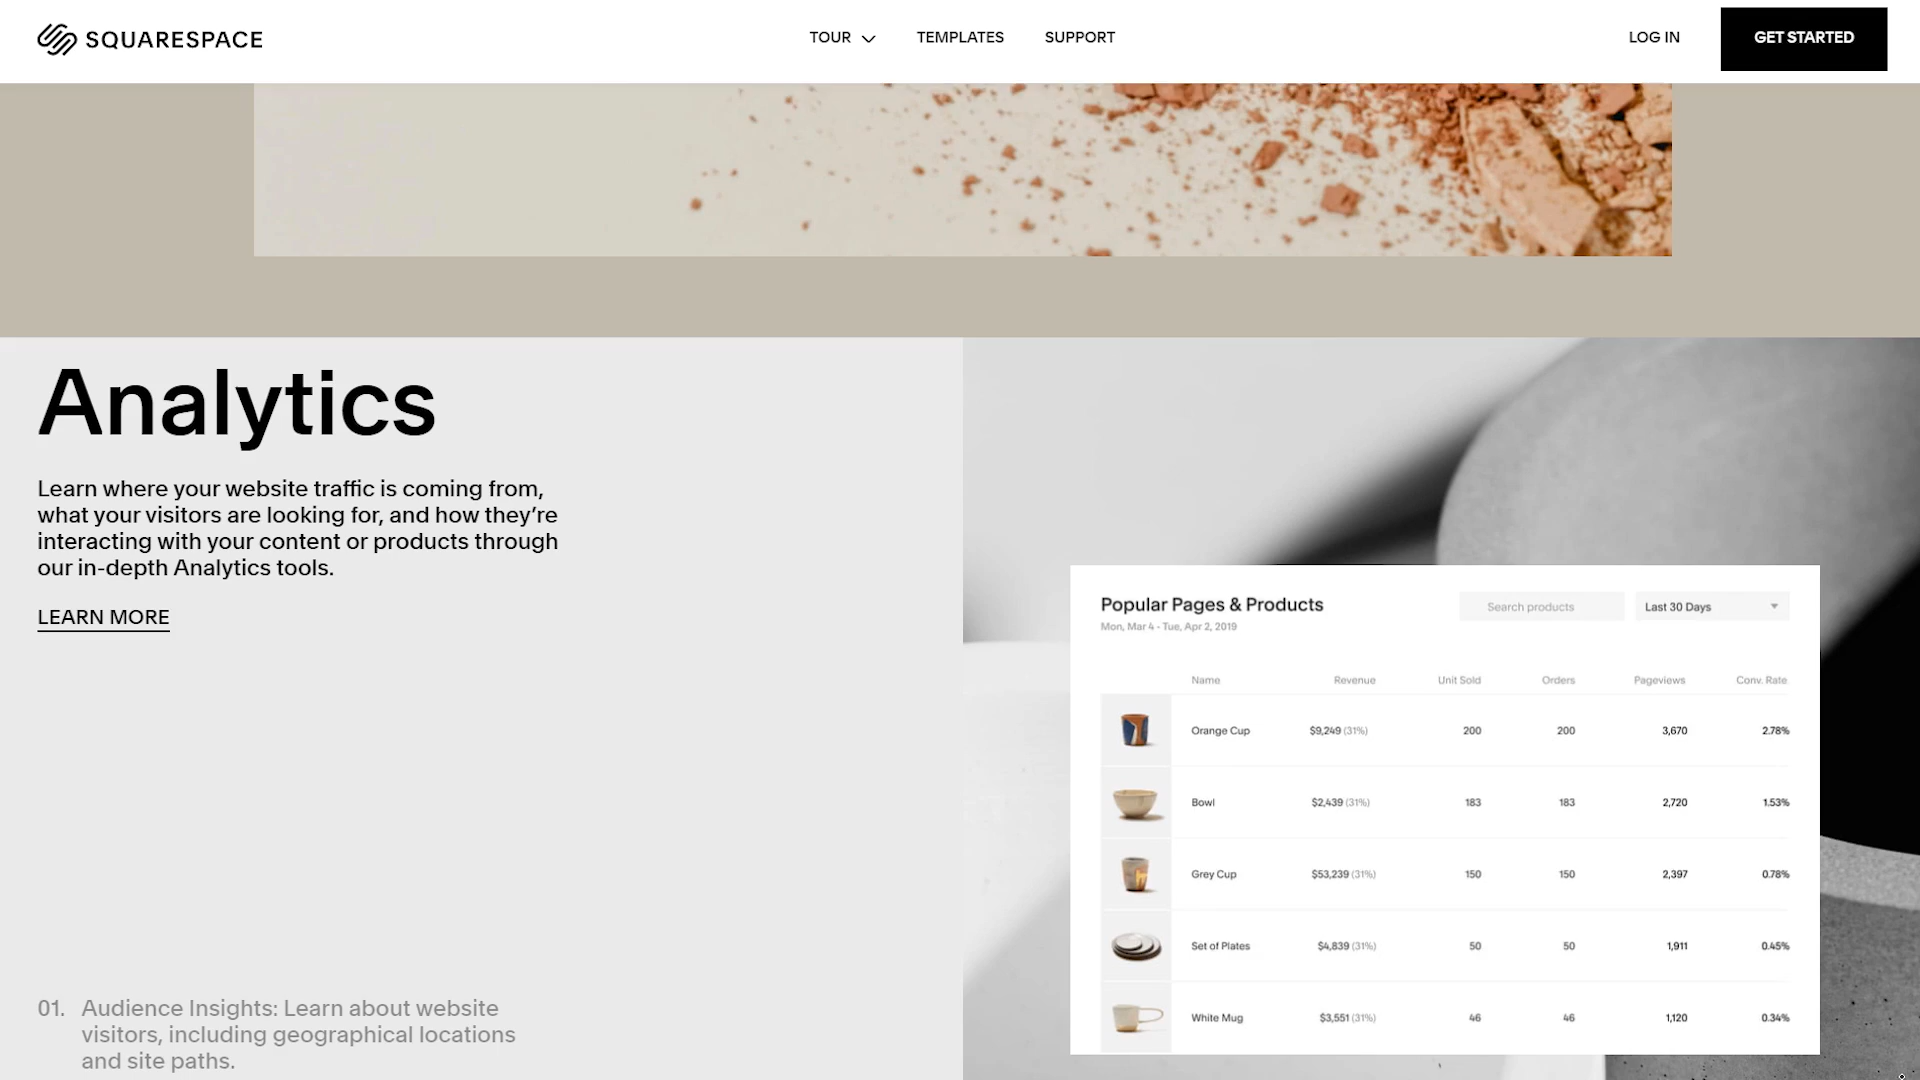 SQUARESPACE
TOUR
TEMPLATES
SUPPORT
LOG IN
GET STARTED
Analytics
Learn where your website traffic is coming from,
what your visitors are looking for, and how they’re
interacting with your content or products through
our in-depth Analytics tools.
LEARN MORE
01. Audience Insights: Learn about website
visitors, including geographical locations
and site paths.
Popular Pages & Products
Mon, Mar 4 - Tue, Apr 2, 2019
Search products
Last 30 Days
Name Revenue Unit Sold Orders Pageviews Conv. Rate
Orange Cup $9,249 (31%) 200 200 3,670 2.78%
Bowl $2,439 (31%) 183 183 2,720 1.53%
Grey Cup $53,239 (31%) 150 150 2,397 0.78%
Set of Plates $4,839 (31%) 50 50 1,911 0.45%
White Mug $3,551 (31%) 46 46 1,120 0.34%